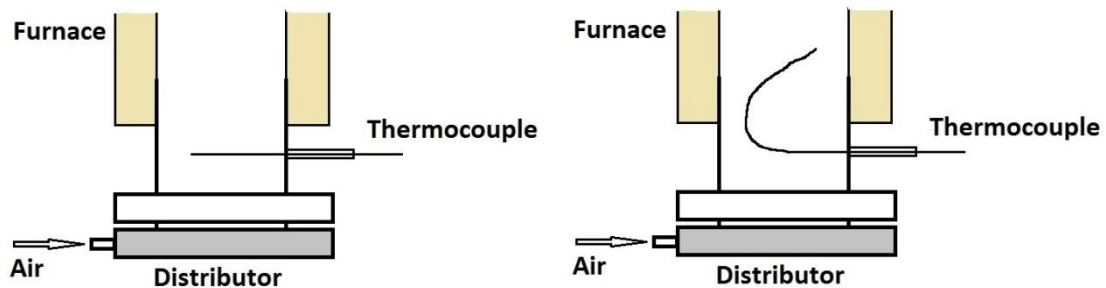 Furnace
Thermocouple
Air
Distributor
Furnace
Thermocouple
Air
Distributor